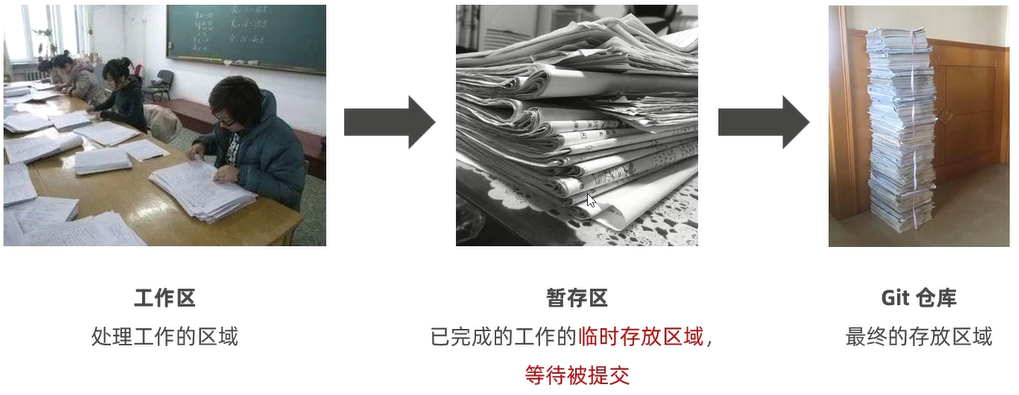 工作区
处理工作的区域
暂存区
已完成的工作的临时存放区域，
等待被提交
Git 仓库
最终的存放区域